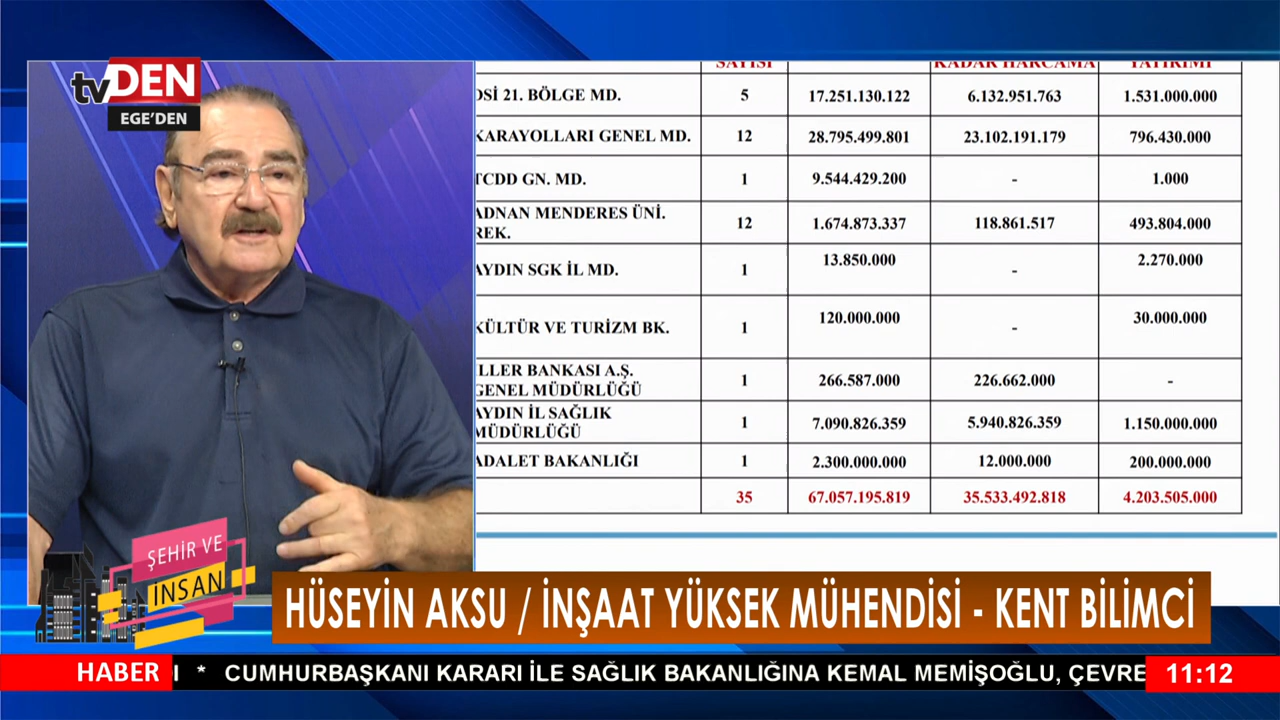 tvDEN
EGE'DEN
SAYISI KADAR HARCAMA YATIRIMI
DSİ 21. BÖLGE MD. 5 17.251.130.122 6.132.951.763 1.531.000.000
KARAYOLLARI GENEL MD. 12 28.795.499.801 23.102.191.179 796.430.000
TCDD GN. MD. 1 9.544.429.200 - 1.000
ADNAN MENDERES ÜNİ.
REK. 12 1.674.873.337 118.861.517 493.804.000
AYDIN SGK İL MD. 1 13.850.000 - 2.270.000
KÜLTÜR VE TURİZM BK. 1 120.000.000 - 30.000.000
İLLER BANKASI A.Ş.
GENEL MÜDÜRLÜĞÜ 1 266.587.000 226.662.000 -
AYDIN İL SAĞLIK
MÜDÜRLÜĞÜ 1 7.090.826.359 5.940.826.359 1.150.000.000
ADALET BAKANLIĞI 1 2.300.000.000 12.000.000 200.000.000
35 67.057.195.819 35.533.492.818 4.203.505.000
ŞEHİR VE
İNSAN
HÜSEYİN AKSU / İNŞAAT YÜKSEK MÜHENDİSİ - KENT BİLİMCİ
HABER * CUMHURBAŞKANI KARARI İLE SAĞLIK BAKANLIĞINA KEMAL MEMİŞOĞLU, ÇEVRE 11:12